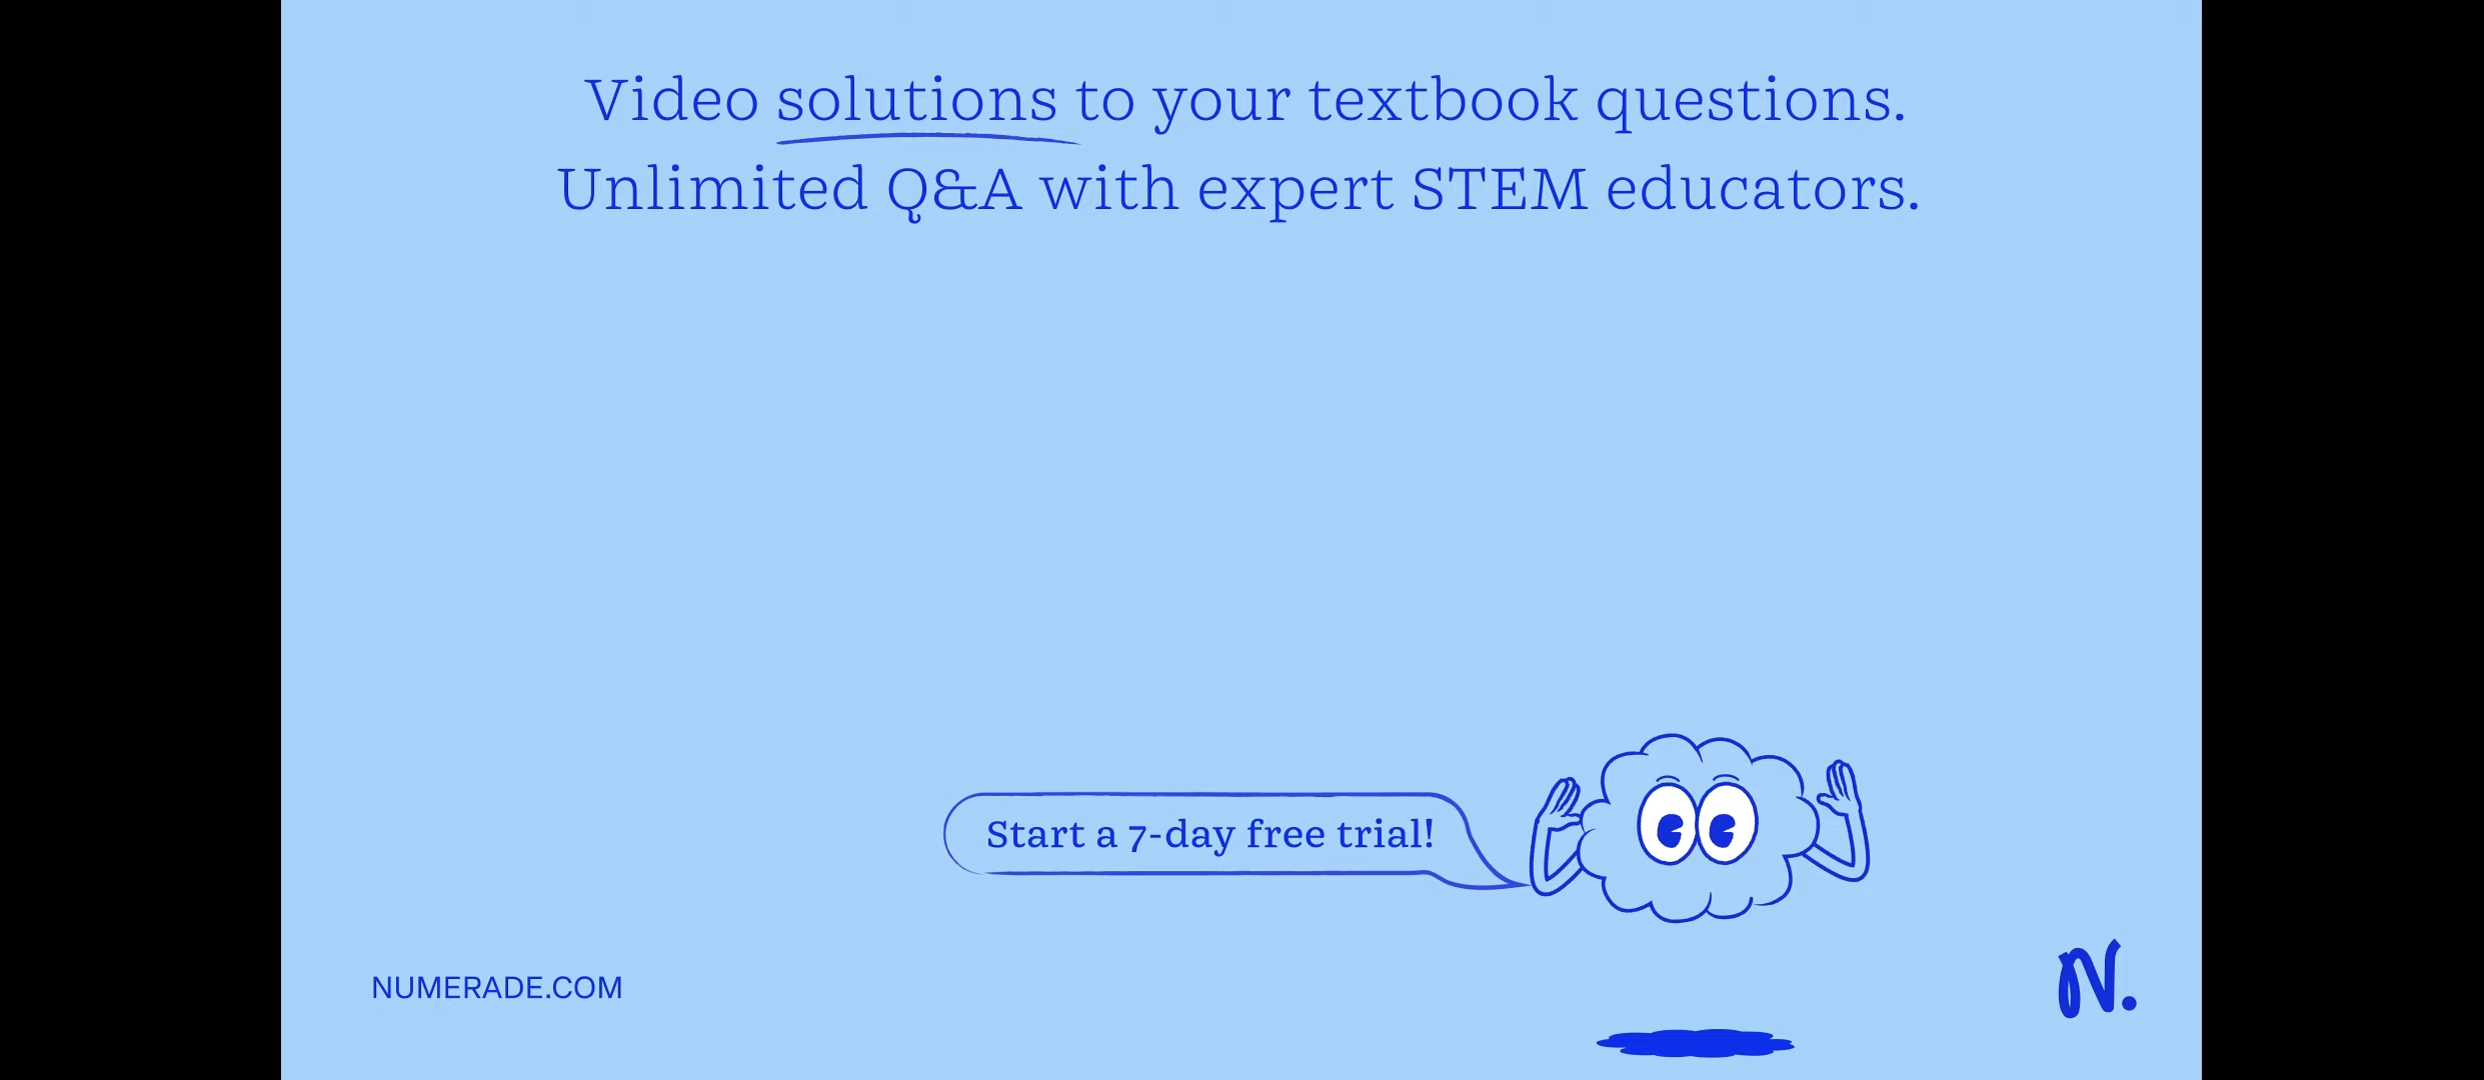 Video solutions to your textbook questions.
Unlimited Q&A with expert STEM educators.
Start a 7-day free trial!
NUMERADE.COM
N.